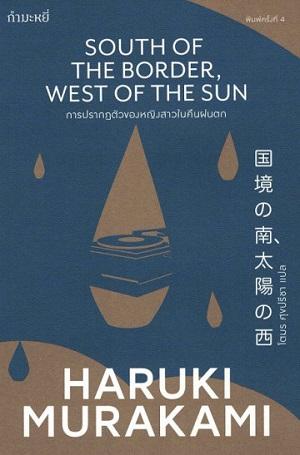 กำมะหยี่
พิมพ์ครั้งที่ 4
SOUTH OF
THE BORDER,
WEST OF THE SUN
การปรากฏตัวของหญิงสาวในคืนฝนตก
国境の南、太陽の西
โตมร ศุขปรีชา แปล
HARUKI
MURAKAMI